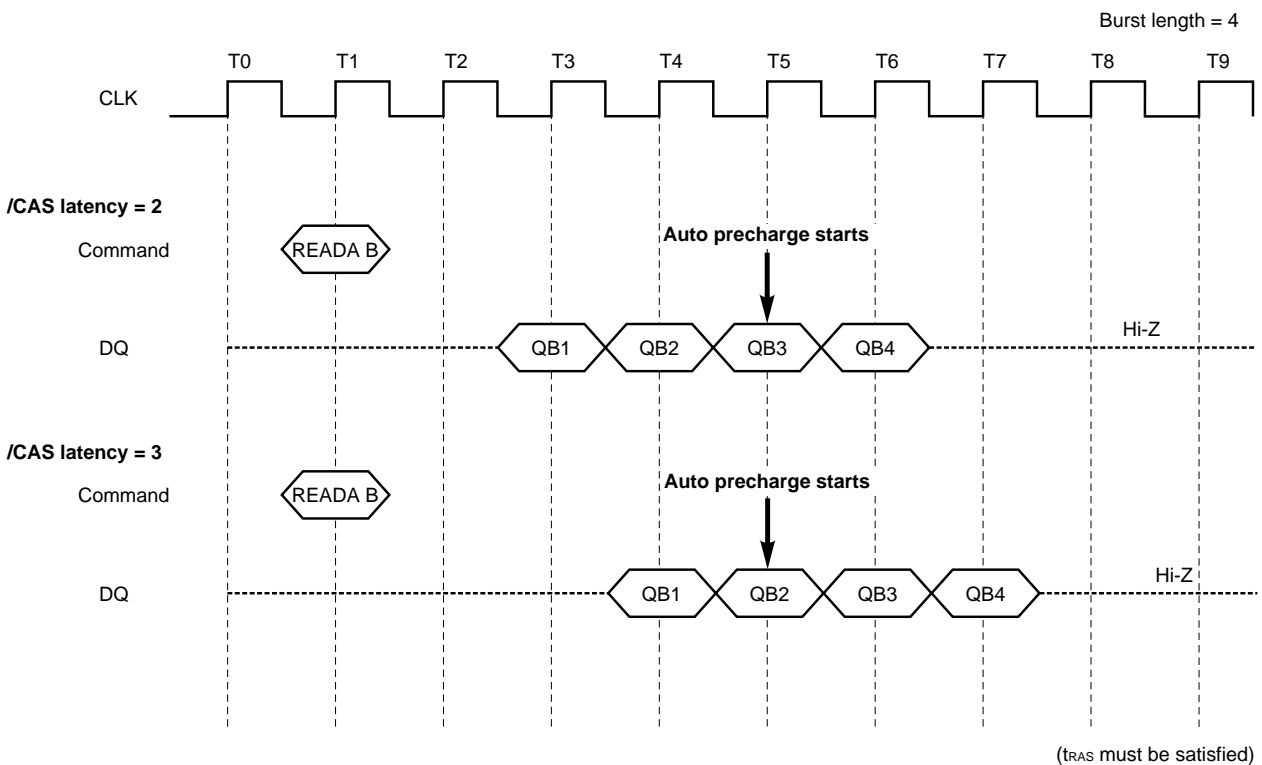 Burst length = 4
T0 T1 T2 T3 T4 T5 T6 T7 T8 T9
CLK
/CAS latency = 2
Auto precharge starts
Command READA B
Hi-Z
DQ QB1 QB2 QB3 QB4
/CAS latency = 3
Auto precharge starts
Command READA B
Hi-Z
DQ QB1 QB2 QB3 QB4
(tRAS must be satisfied)